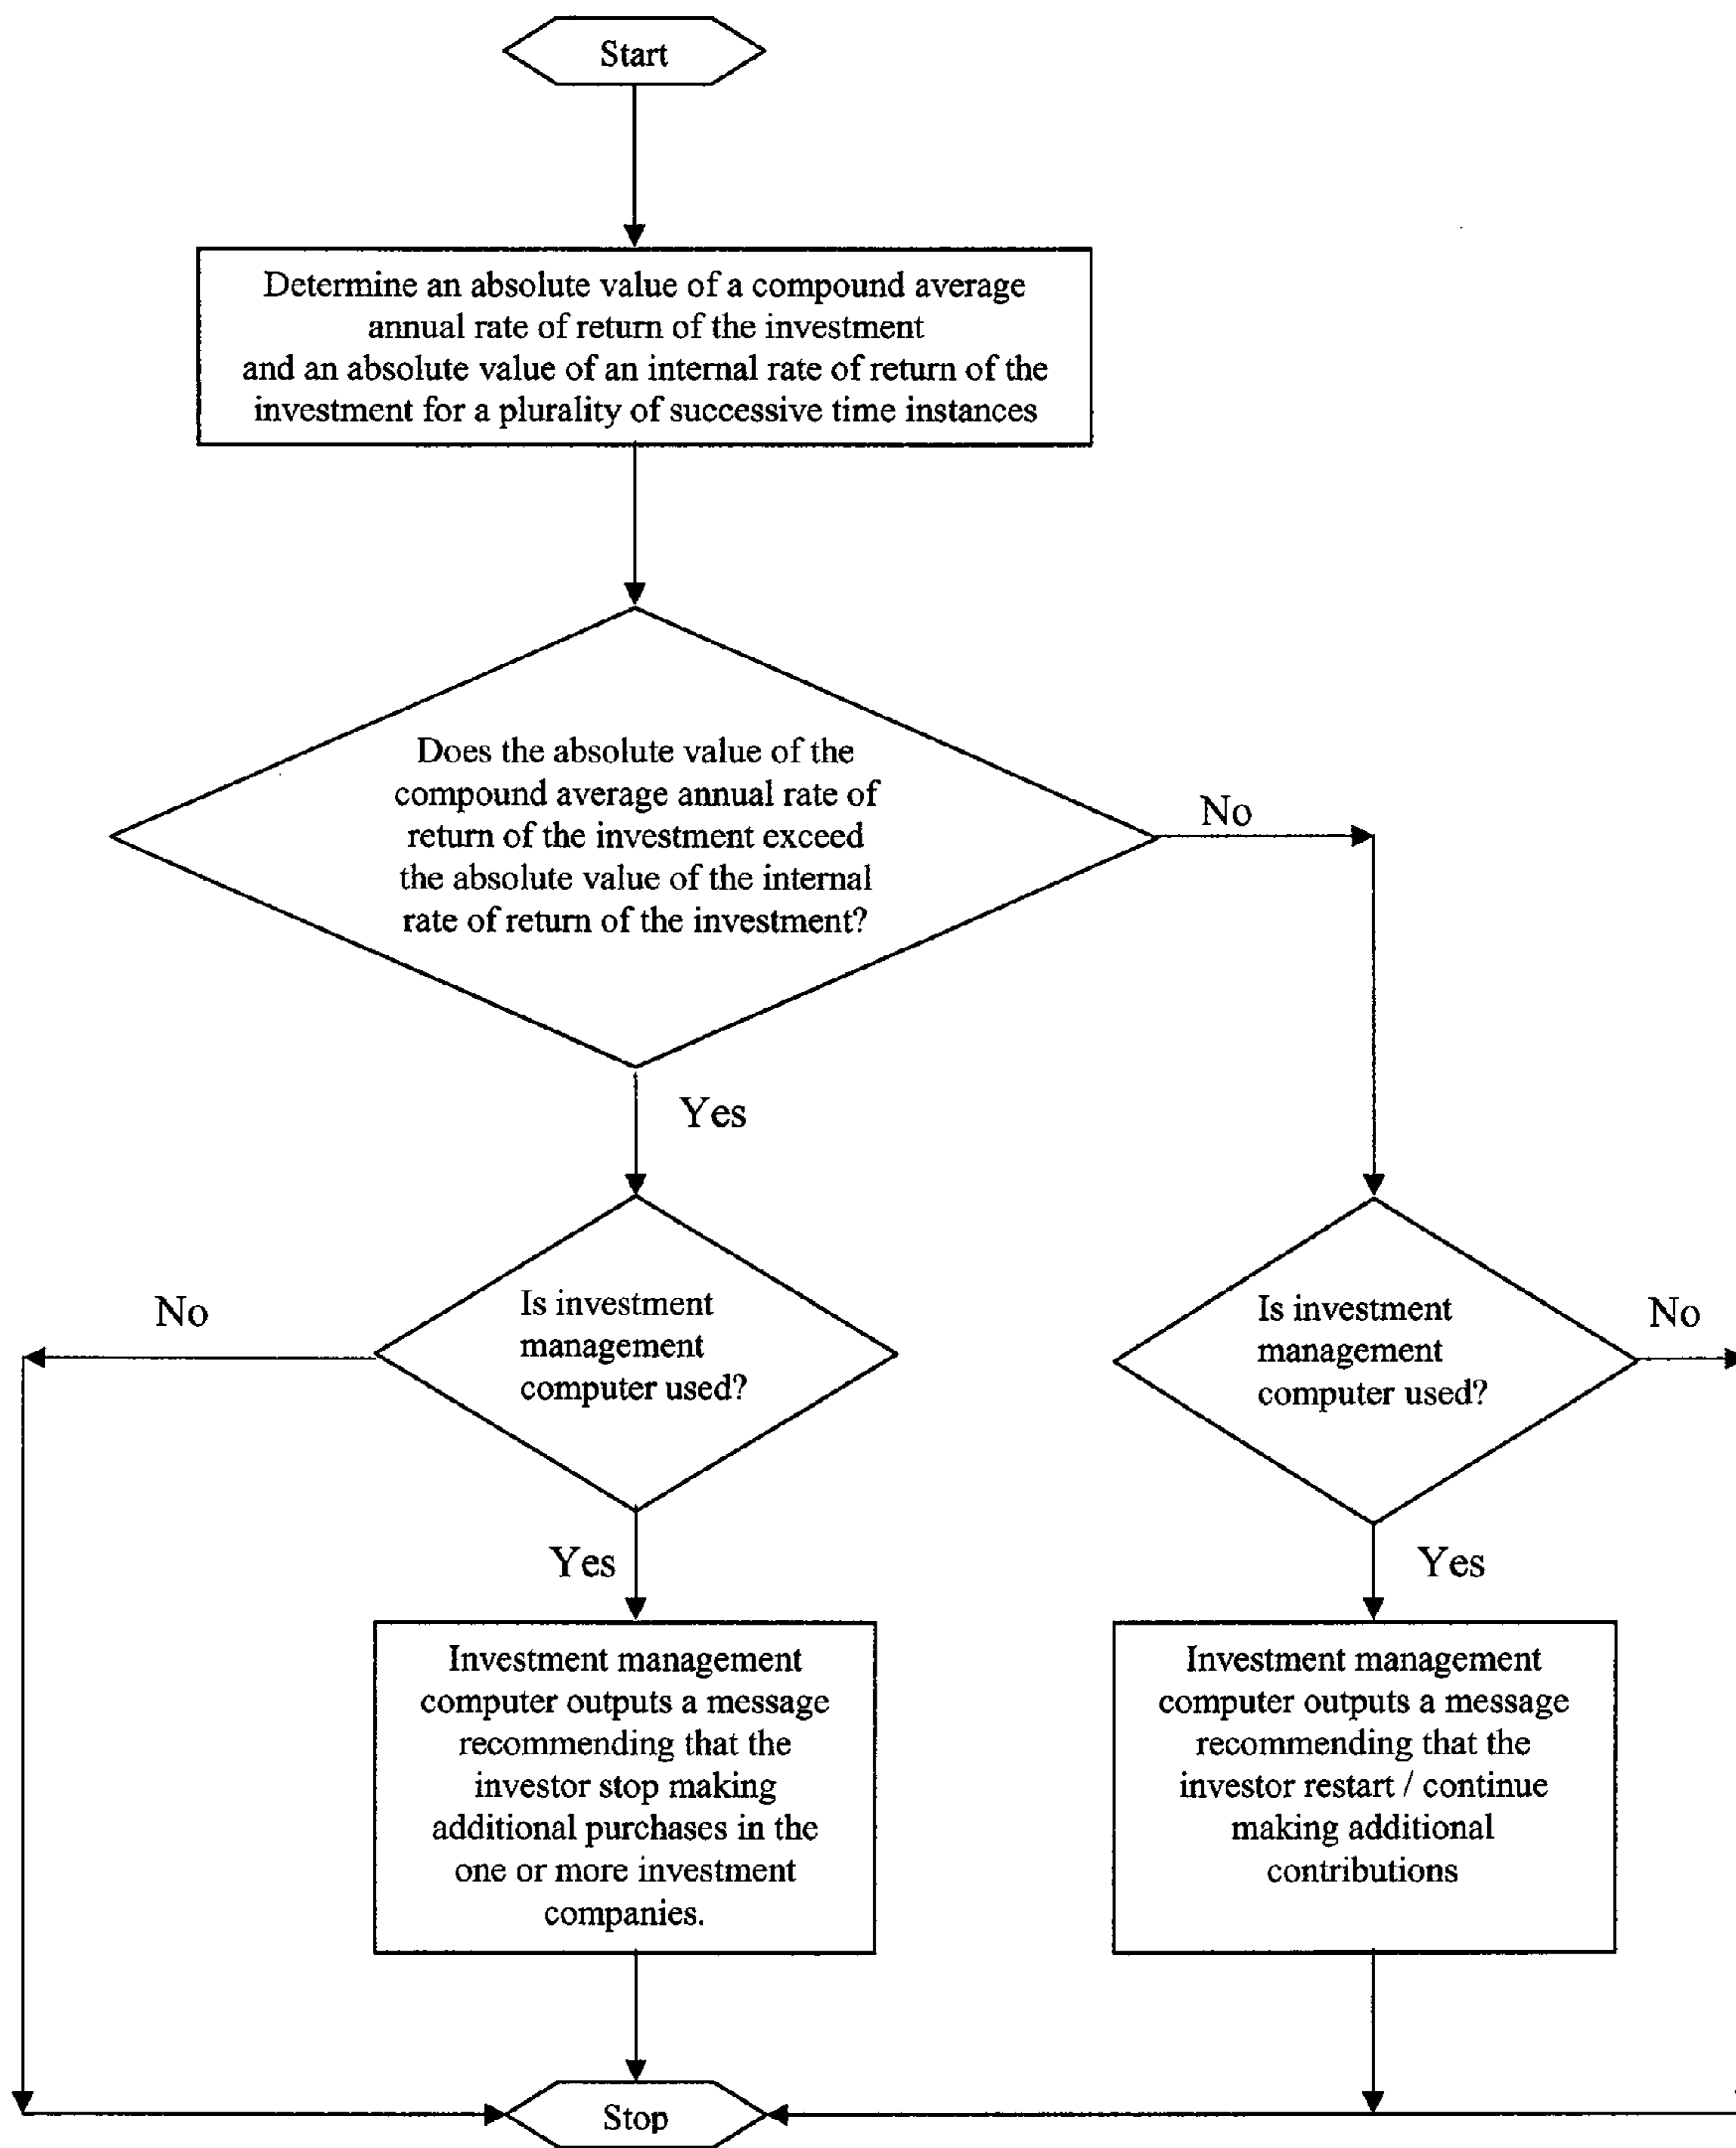 Start
Determine an absolute value of a compound average
annual rate of return of the investment
and an absolute value of an internal rate of return of the
investment for a plurality of successive time instances
Does the absolute value of the
compound average annual rate of
return of the investment exceed
the absolute value of the internal
rate of return of the investment?
No
Yes
Is investment
management
computer used?
No
Yes
Is investment
management
computer used?
No
Yes
Investment management
computer outputs a message
recommending that the
investor stop making
additional purchases in the
one or more investment
companies.
Investment management
computer outputs a message
recommending that the
investor restart / continue
making additional
contributions
Stop